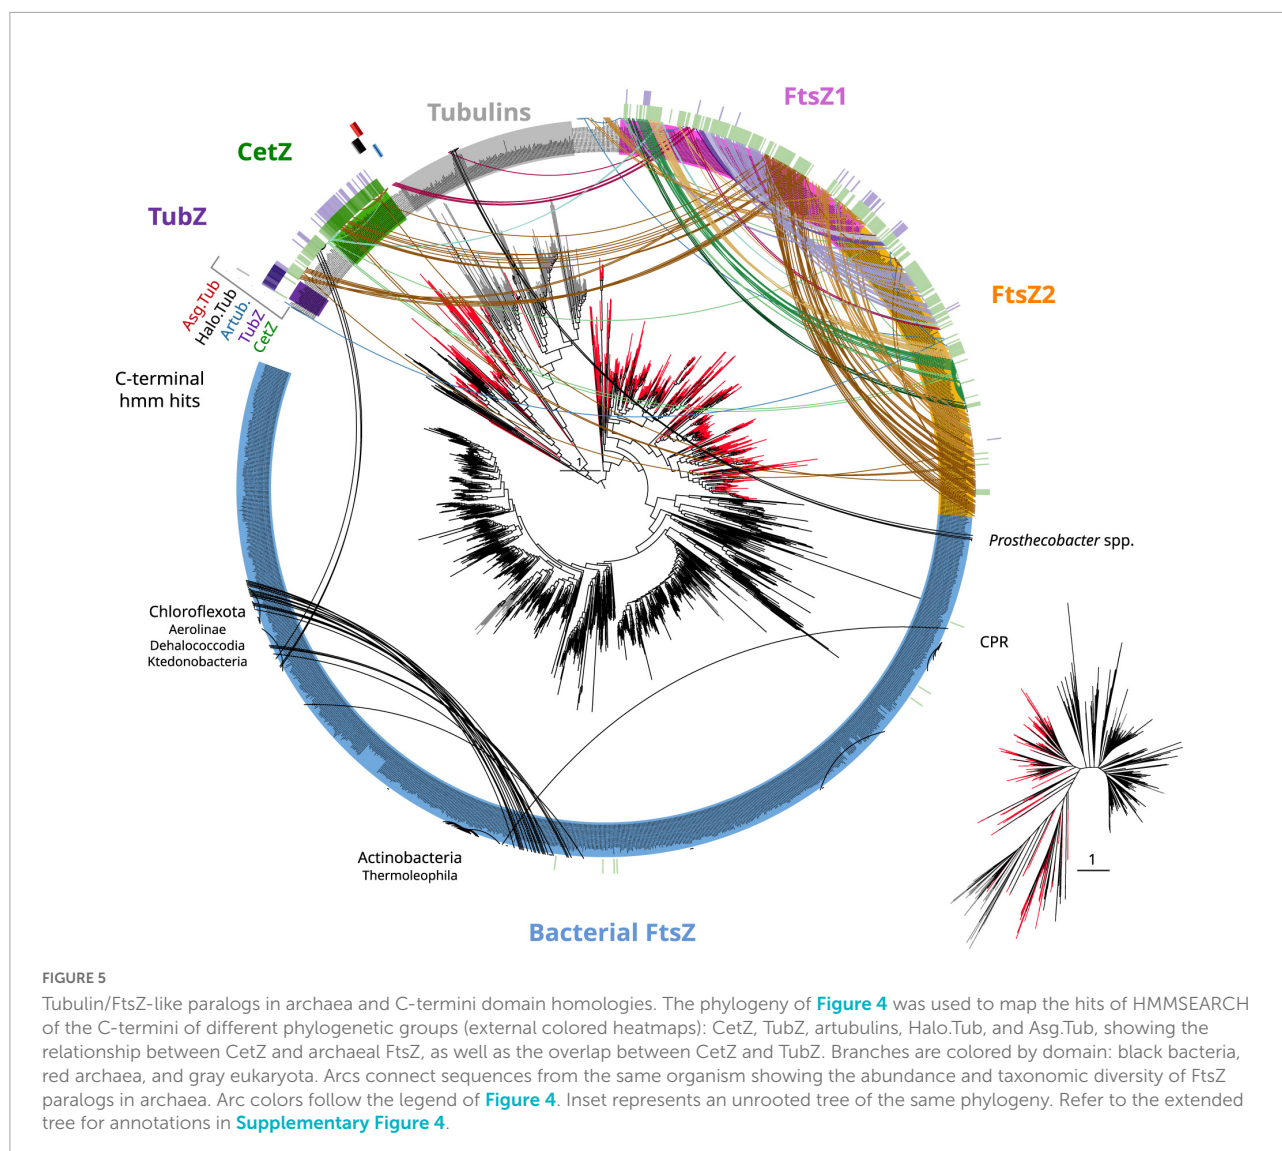 FtsZ1
Tubulins
CetZ
TubZ
FtsZ2
Asg.Tub
Halo.Tub
Artub.
TubZ
CetZ
C-terminal
hmm hits
1
Prosthecobacter spp.
Chloroflexota
Aerolinae
Dehalococcodia
Ktedonobacteria
CPR
Actinobacteria
Thermoleophila
1
Bacterial FtsZ
FIGURE 5
Tubulin/FtsZ-like paralogs in archaea and C-termini domain homologies. The phylogeny of Figure 4 was used to map the hits of HMMSEARCH
of the C-termini of different phylogenetic groups (external colored heatmaps): CetZ, TubZ, artubulins, Halo.Tub, and Asg.Tub, showing the
relationship between CetZ and archaeal FtsZ, as well as the overlap between CetZ and TubZ. Branches are colored by domain: black bacteria,
red archaea, and gray eukaryota. Arcs connect sequences from the same organism showing the abundance and taxonomic diversity of FtsZ
paralogs in archaea. Arc colors follow the legend of Figure 4. Inset represents an unrooted tree of the same phylogeny. Refer to the extended
tree for annotations in Supplementary Figure 4.